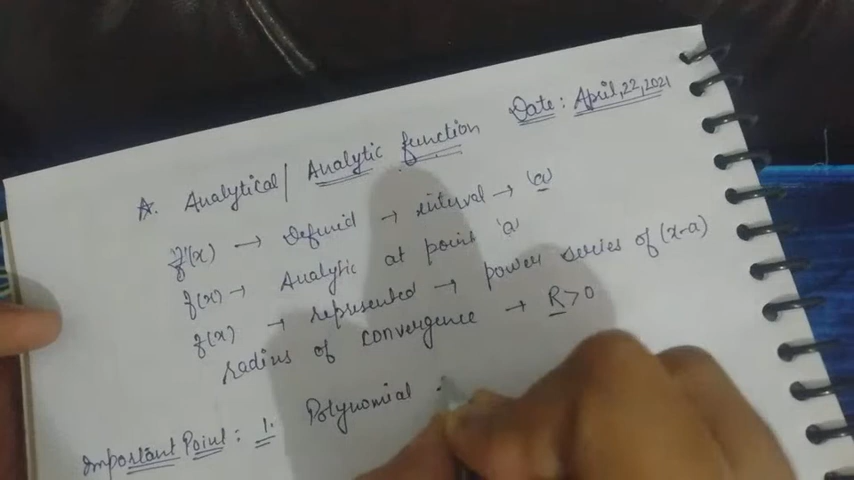 Date: April,22,2021
A. Analytical/ Analytic function
'f'(x) → Defined → interval → 'a'
f(x) → Analytic at point 'a'
f(x) → represented → power series of (x-a)
radius of convergence → R>0
Important Point: 1. Polynomial